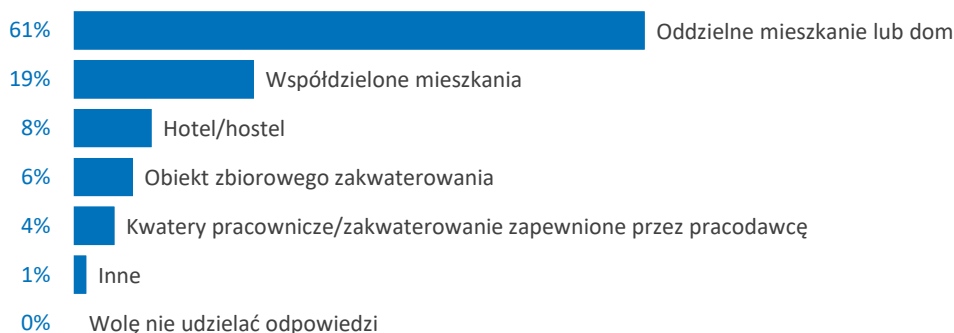 61% Oddzielne mieszkanie lub dom
19% Współdzielone mieszkania
8% Hotel/hostel
6% Obiekt zbiorowego zakwaterowania
4% Kwatery pracownicze/zakwaterowanie zapewnione przez pracodawcę
1% Inne
0% Wolę nie udzielać odpowiedzi